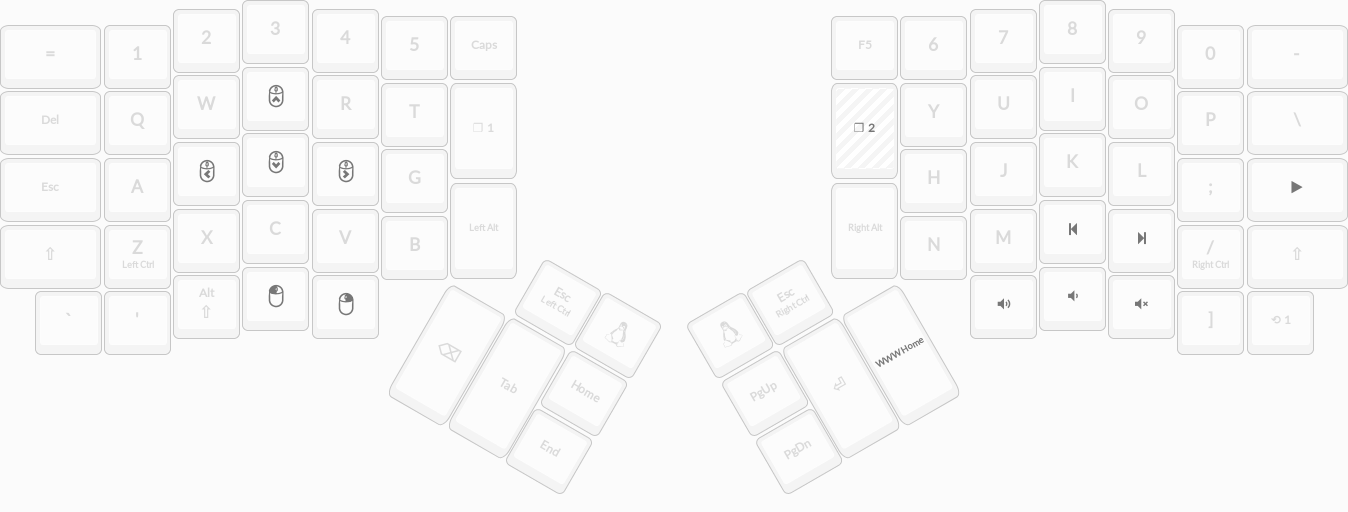 = 1 2 3 4 5 Caps
F5 6 7 8 9 0 -
Del Q W R T 1
2 Y U I O P \
Esc A G
H J K L ;
Z X C V B Left Alt
Left Ctrl
Right Alt N M /
Right Ctrl
` ' Alt
]
1
Esc
Left Ctrl
Tab
Home
End
Esc
Right Ctrl
PgUp
WWW Home
PgDn